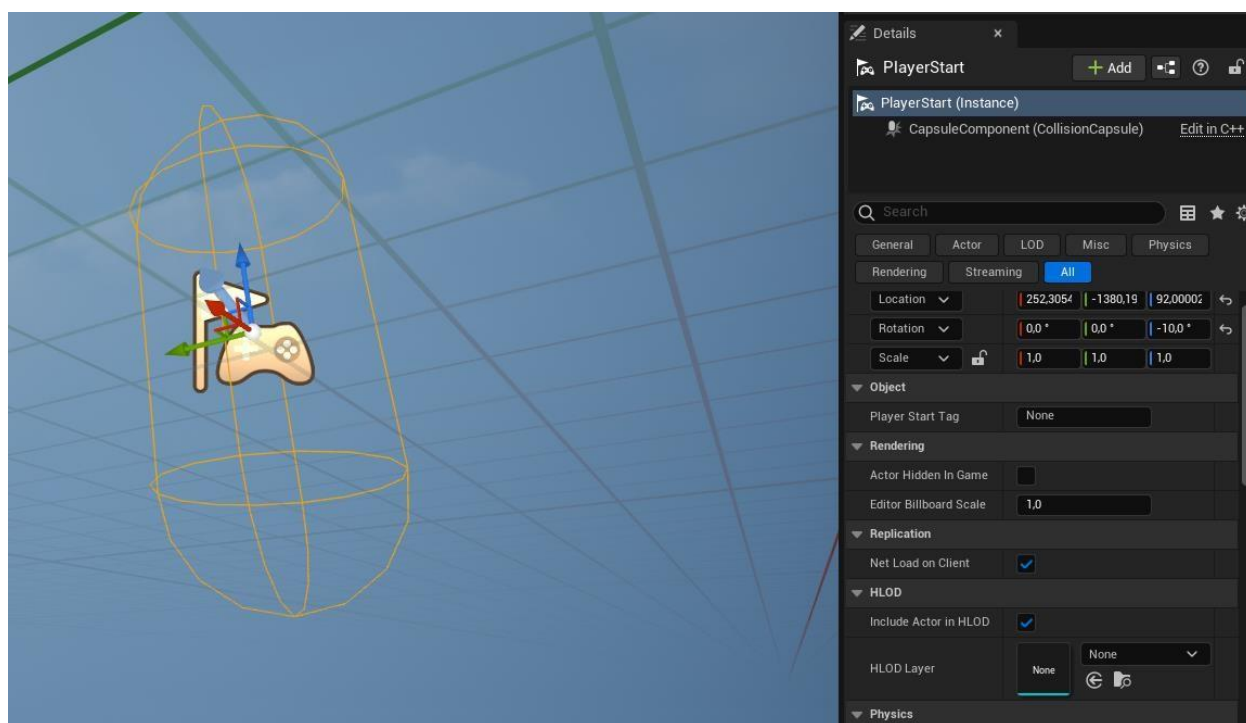 Details
PlayerStart
Add
PlayerStart (Instance)
CapsuleComponent (CollisionCapsule) Edit in C++
Search
General Actor LOD Misc Physics
Rendering Streaming All
Location 252,3054 -1380,19 92,00002
Rotation 0,0 ° 0,0 ° -10,0 °
Scale 1,0 1,0 1,0
Object
Player Start Tag None
Rendering
Actor Hidden In Game
Editor Billboard Scale 1,0
Replication
Net Load on Client
HLOD
Include Actor in HLOD
HLOD Layer None None
Physics